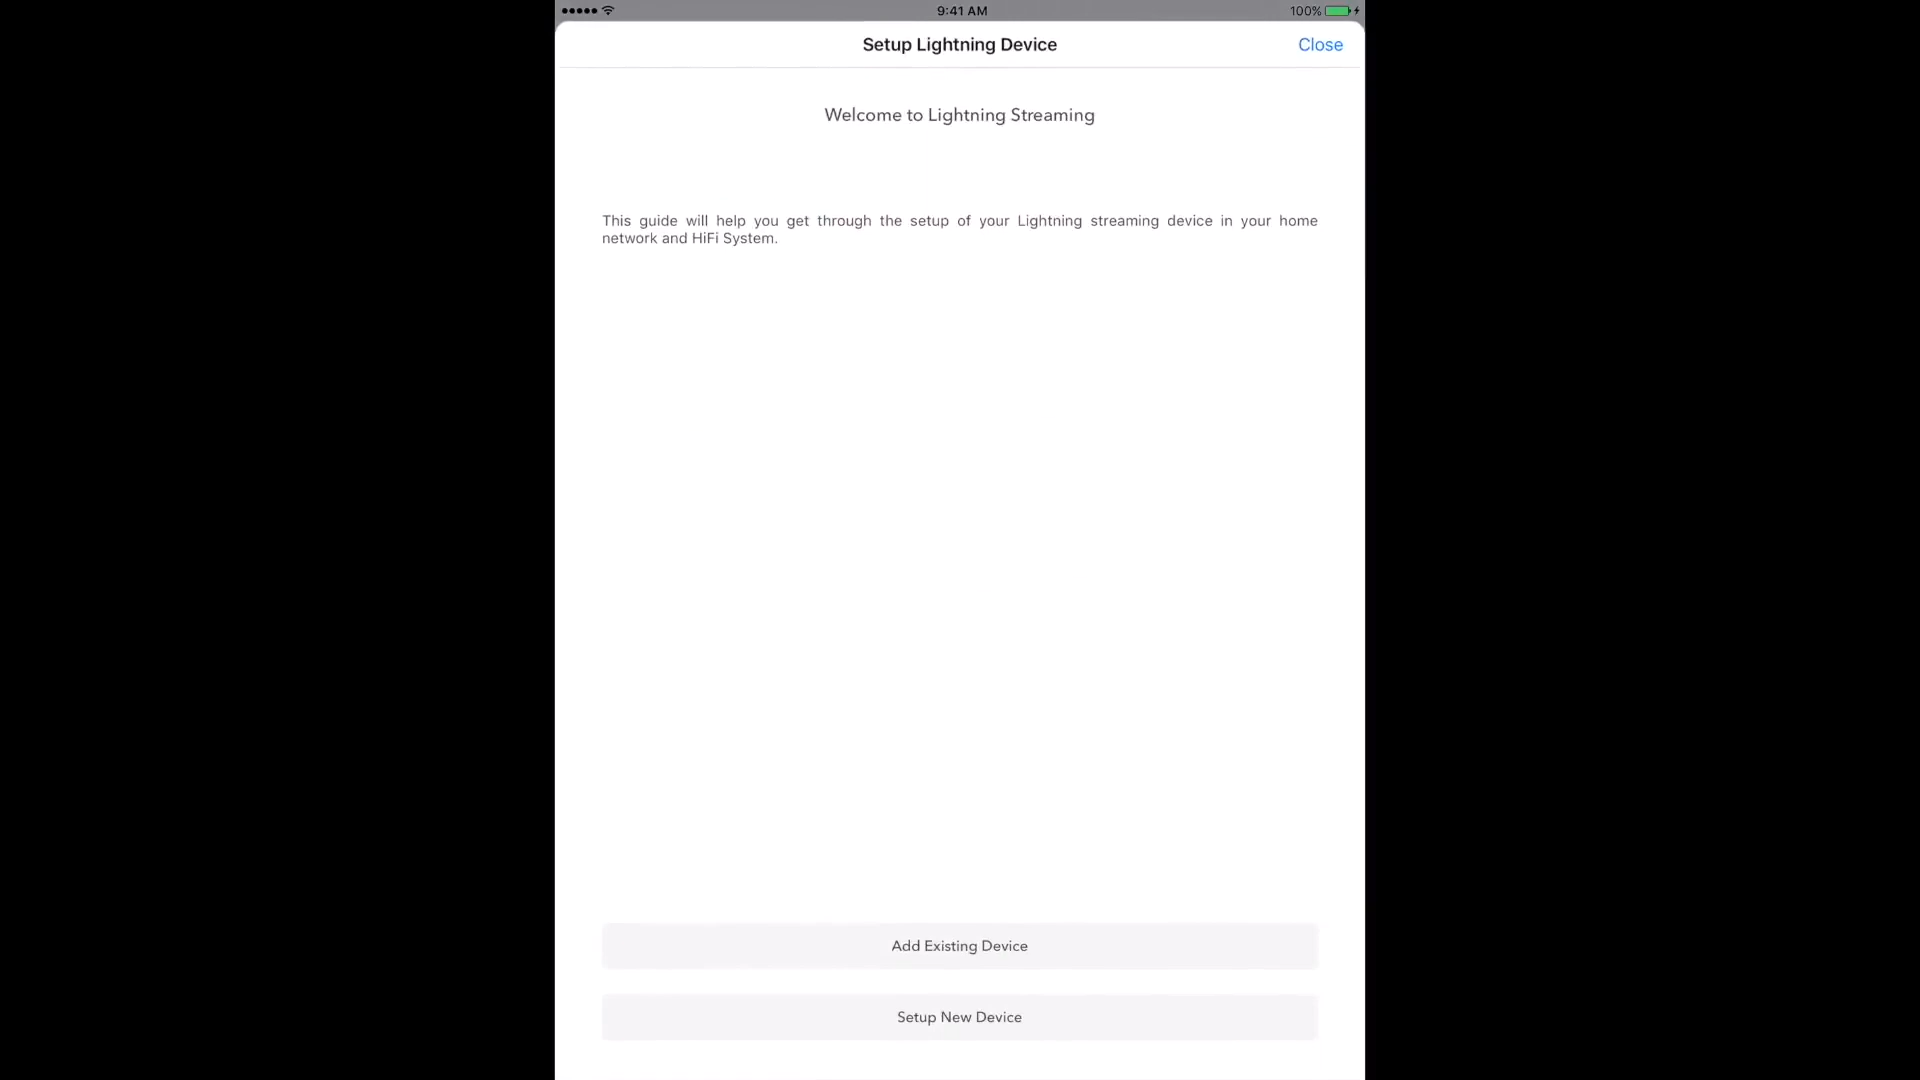 9:41 AM
100%
Setup Lightning Device
Close
Welcome to Lightning Streaming
This guide will help you get through the setup of your Lightning streaming device in your home
network and HiFi System.
Add Existing Device
Setup New Device